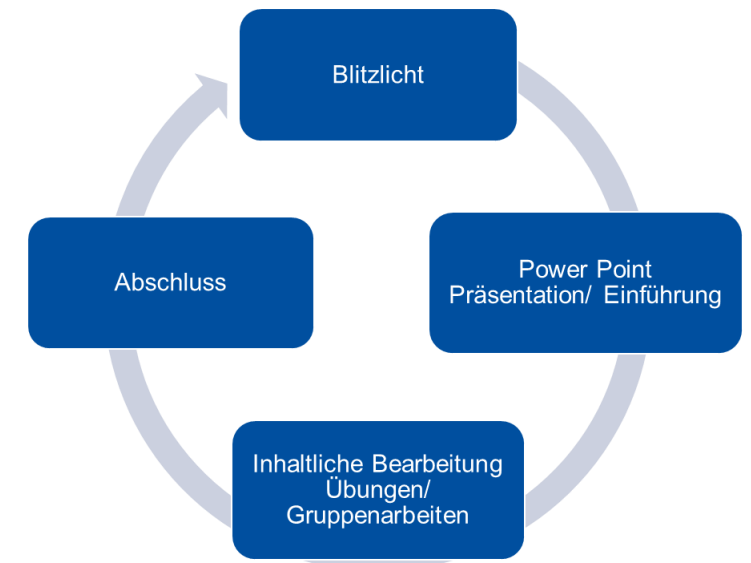 Blitzlicht
Power Point
Präsentation/ Einführung
Inhaltliche Bearbeitung
Übungen/
Gruppenarbeiten
Abschluss